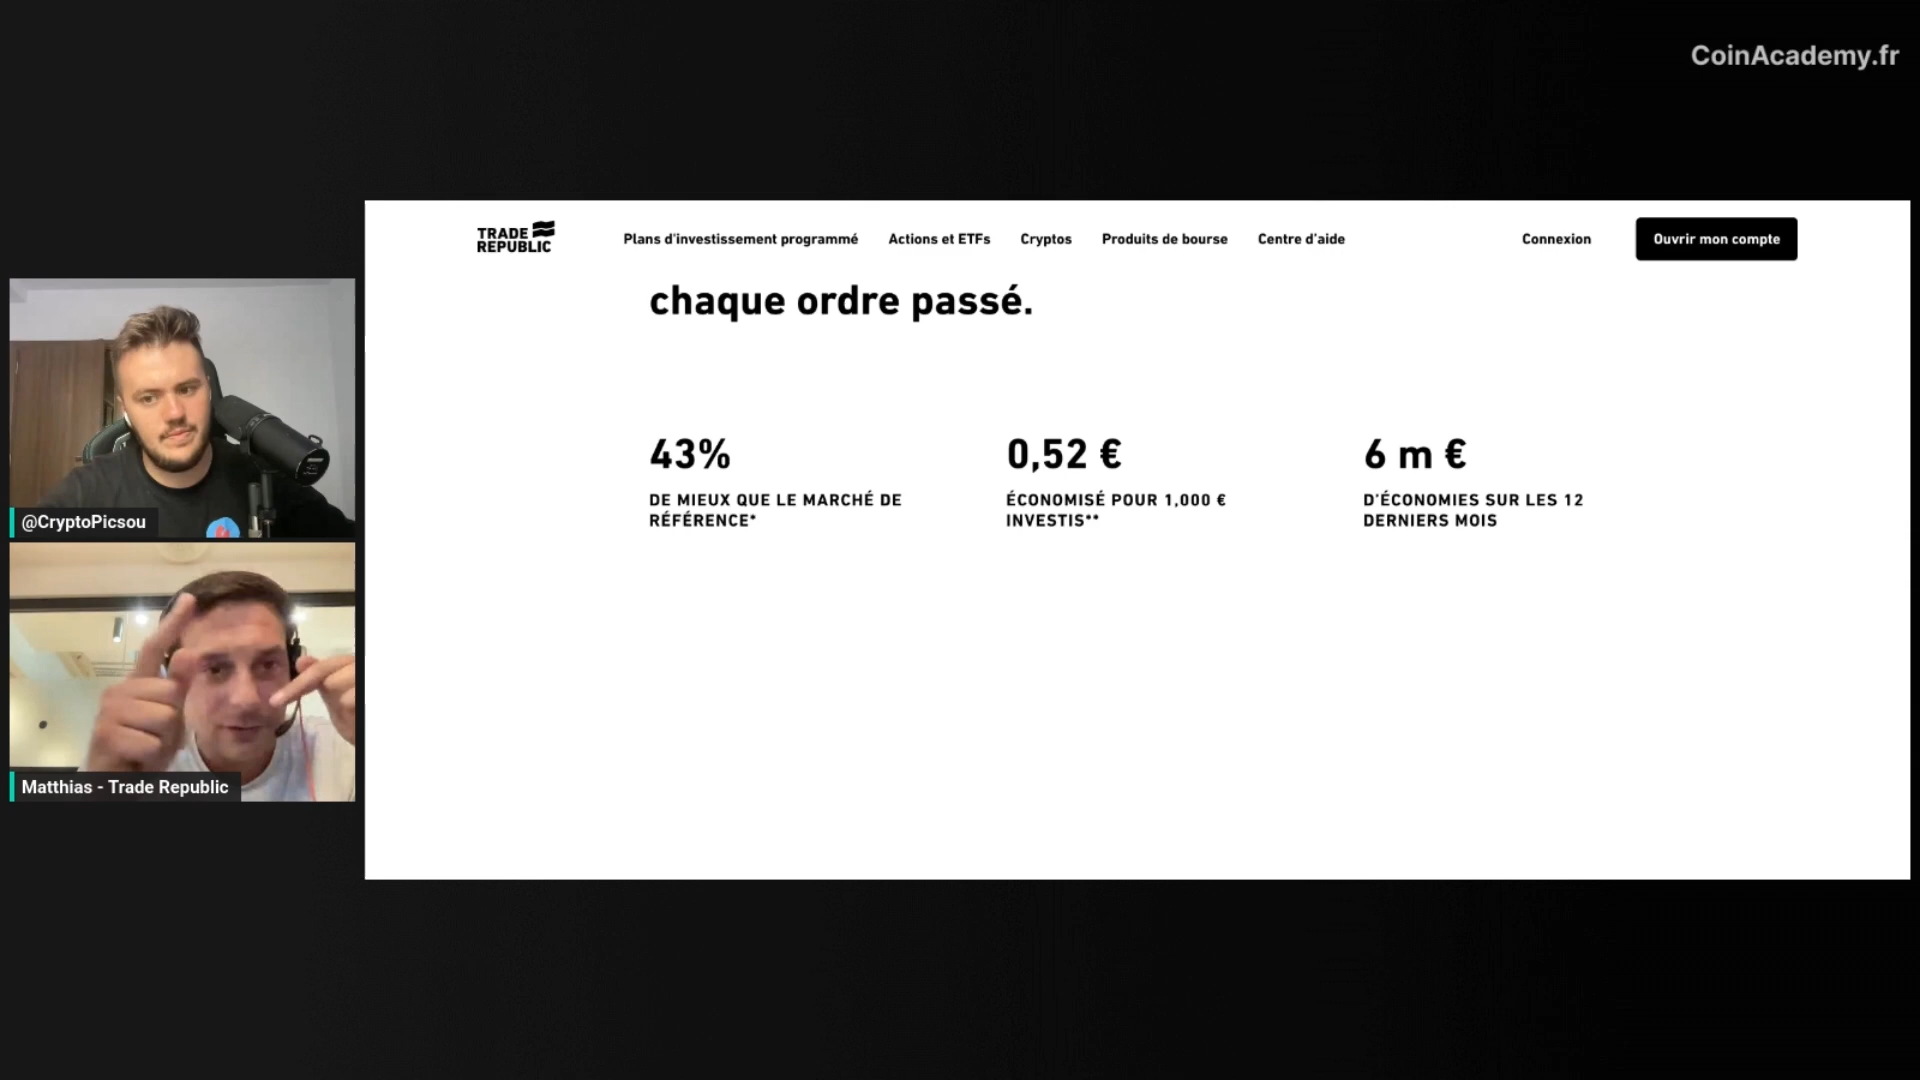 CoinAcademy.fr
TRADE
REPUBLIC
Plans d'investissement programmé
Actions et ETFs
Cryptos
Produits de bourse
Centre d’aide
Connexion
Ouvrir mon compte
chaque ordre passé.
43%
DE MIEUX QUE LE MARCHÉ DE
RÉFÉRENCE*
0,52 €
ÉCONOMISÉ POUR 1,000 €
INVESTIS**
6 m €
D’ÉCONOMIES SUR LES 12
DERNIERS MOIS
@CryptoPicsou
Matthias - Trade Republic